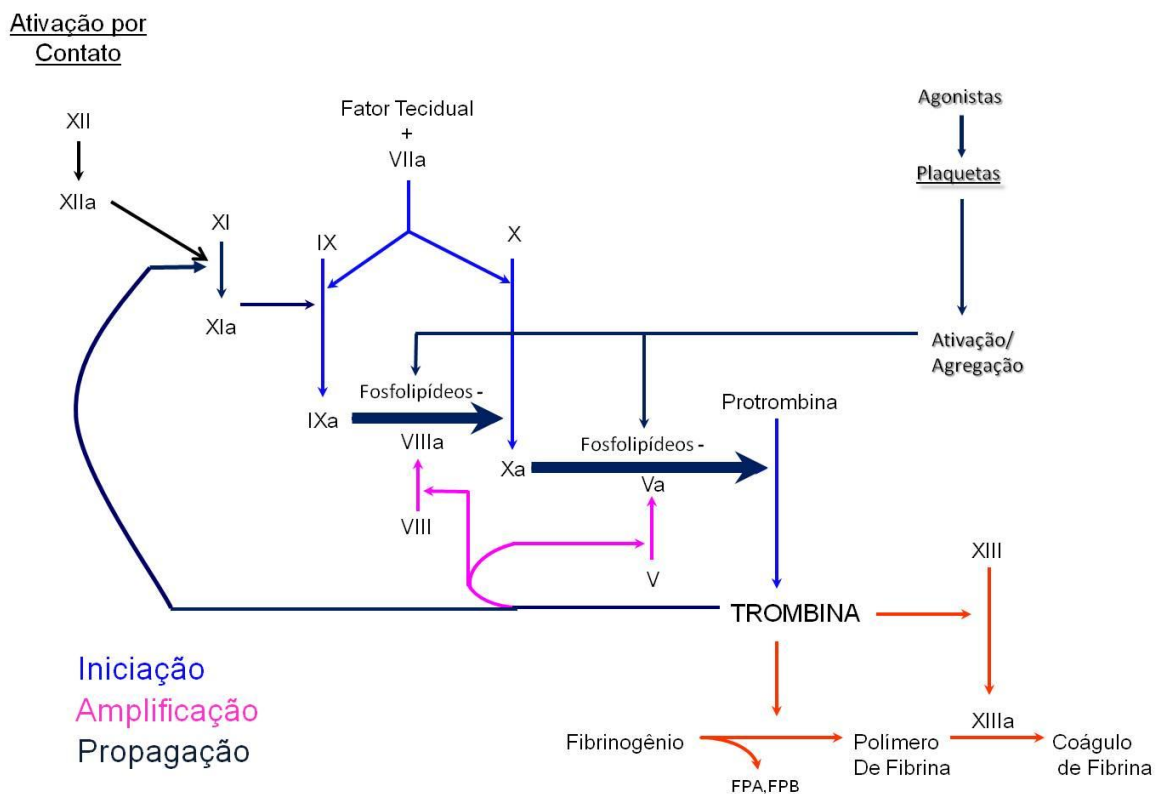 Ativação por
Contato
XII
XIIa
XI
XIa
Fator Tecidual
+
VIIa
IX
X
Agonistas
Plaquetas
Ativação/
Agregação
Fosfolipídeos -
IXa
VIIIa
VIII
Protrombina
Fosfolipídeos -
Xa
Va
V
TROMBINA
XIII
XIIIa
Fibrinogênio
FPA,FPB
Polímero
De Fibrina
Coágulo
de Fibrina
Iniciação
Amplificação
Propagação